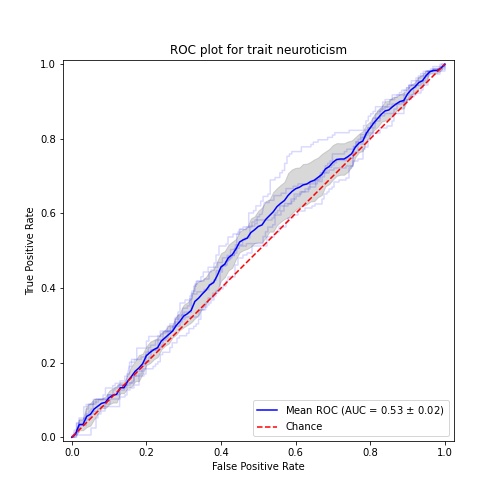 ROC plot for trait neuroticism
1.0
0.8
0.6
0.4
0.2
0.0
True Positive Rate
0.0 0.2 0.4 0.6 0.8 1.0
False Positive Rate
Mean ROC (AUC = 0.53 ± 0.02)
Chance